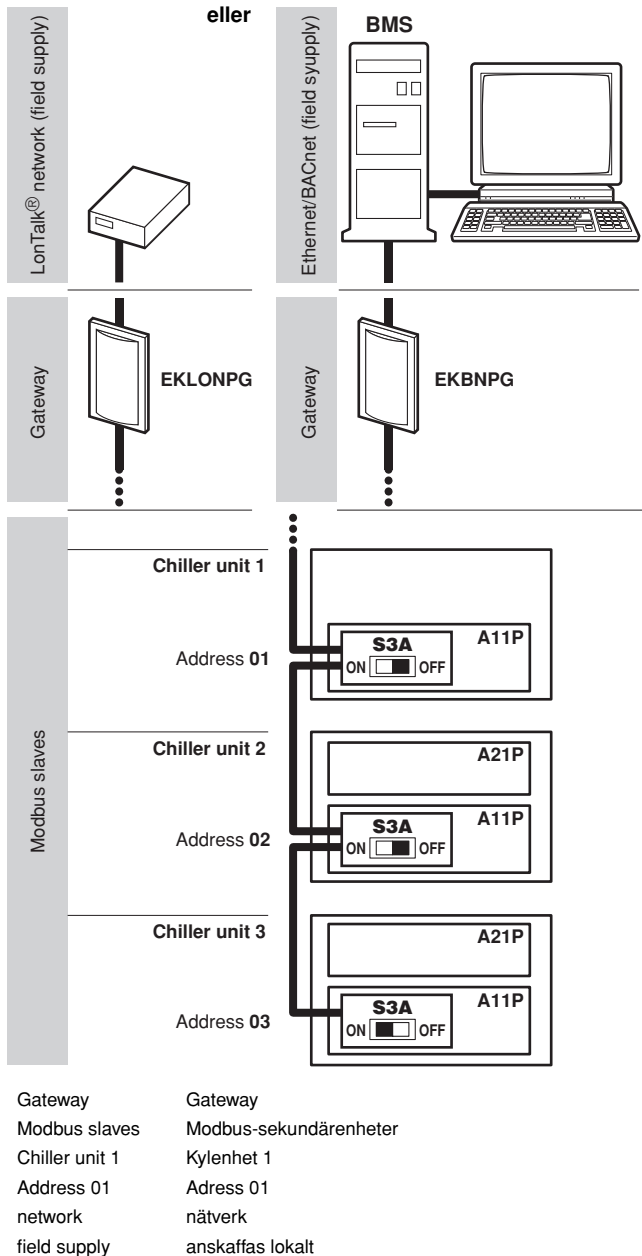 eller
BMS
LonTalk® network (field supply)
Ethernet/BACnet (field syupply)
Gateway
EKLONPG
Gateway
EKBNPG
Modbus slaves
Chiller unit 1
Address 01
S3A
ON OFF
A11P
Chiller unit 2
A21P
Address 02
S3A
ON OFF
A11P
Chiller unit 3
A21P
Address 03
S3A
ON OFF
A11P
Gateway Gateway
Modbus slaves Modbus-sekundärenheter
Chiller unit 1 Kylenhet 1
Address 01 Adress 01
network nätverk
field supply anskaffas lokalt